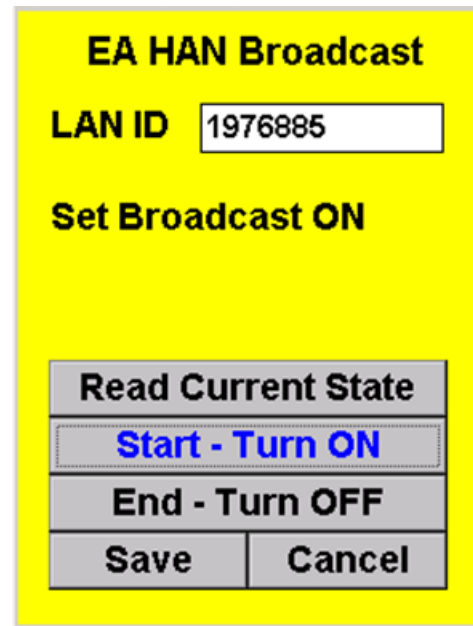 EA HAN Broadcast
LAN ID 1976885
Set Broadcast ON
Read Current State
Start - Turn ON
End - Turn OFF
Save Cancel